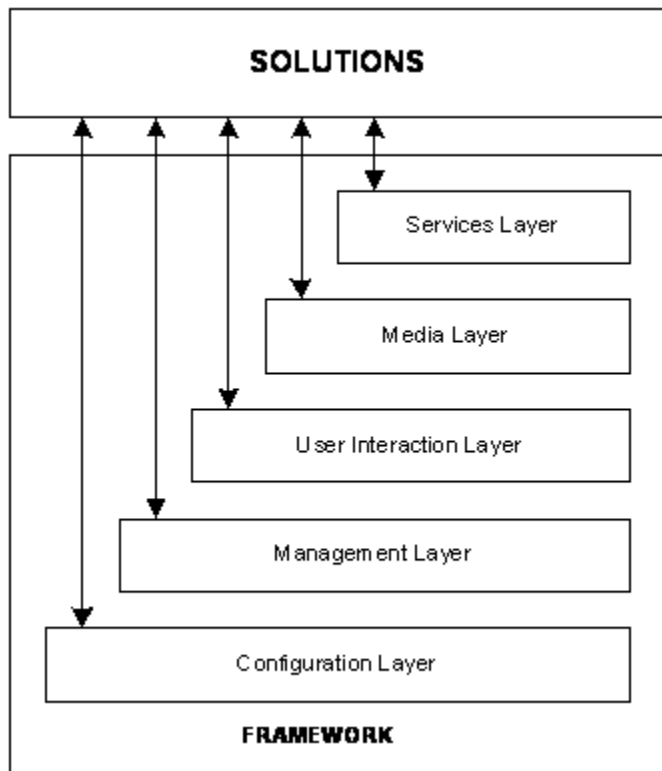 SOLUTIONS
Services Layer
Media Layer
User Interaction Layer
Management Layer
Configuration Layer
FRAMEWORK